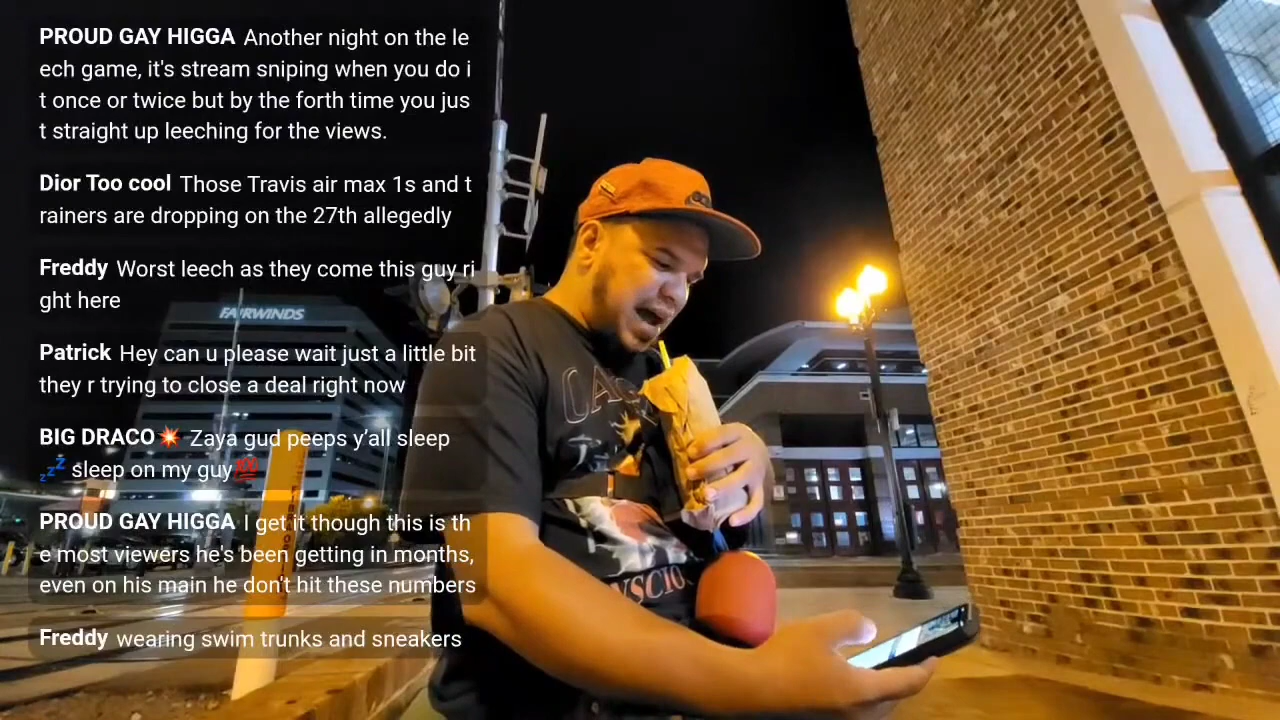 PROUD GAY HIGGA Another night on the le
ech game, it's stream sniping when you do i
t once or twice but by the forth time you jus
t straight up leeching for the views.
Dior Too cool Those Travis air max 1s and t
rainers are dropping on the 27th allegedly
Freddy Worst leech as they come this guy ri
ght here
Patrick Hey can u please wait just a little bit
they r trying to close a deal right now
BIG DRACO💥 Zaya gud peeps y'all sleep
💤 sleep on my guy💯
PROUD GAY HIGGA I get it though this is th
e most viewers he's been getting in months,
even on his main he don't hit these numbers
Freddy wearing swim trunks and sneakers
FAIRWINDS